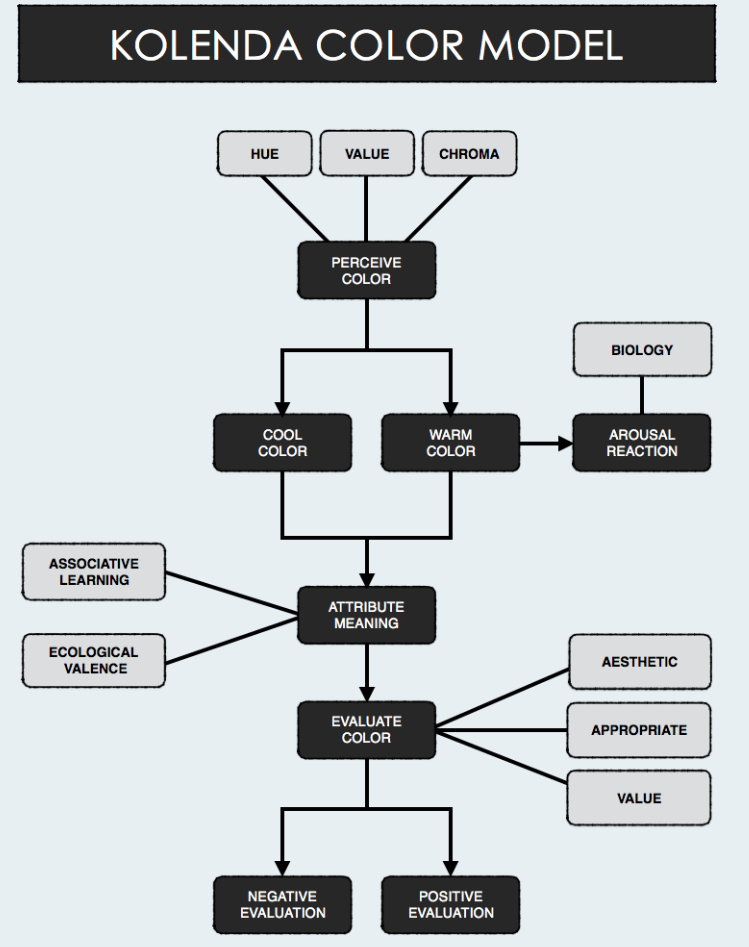 KOLENDA COLOR MODEL
HUE
VALUE
CHROMA
PERCEIVE
COLOR
BIOLOGY
COOL
COLOR
WARM
COLOR
AROUSAL
REACTION
ASSOCIATIVE
LEARNING
ATTRIBUTE
MEANING
ECOLOGICAL
VALENCE
AESTHETIC
EVALUATE
COLOR
APPROPRIATE
VALUE
NEGATIVE
EVALUATION
POSITIVE
EVALUATION